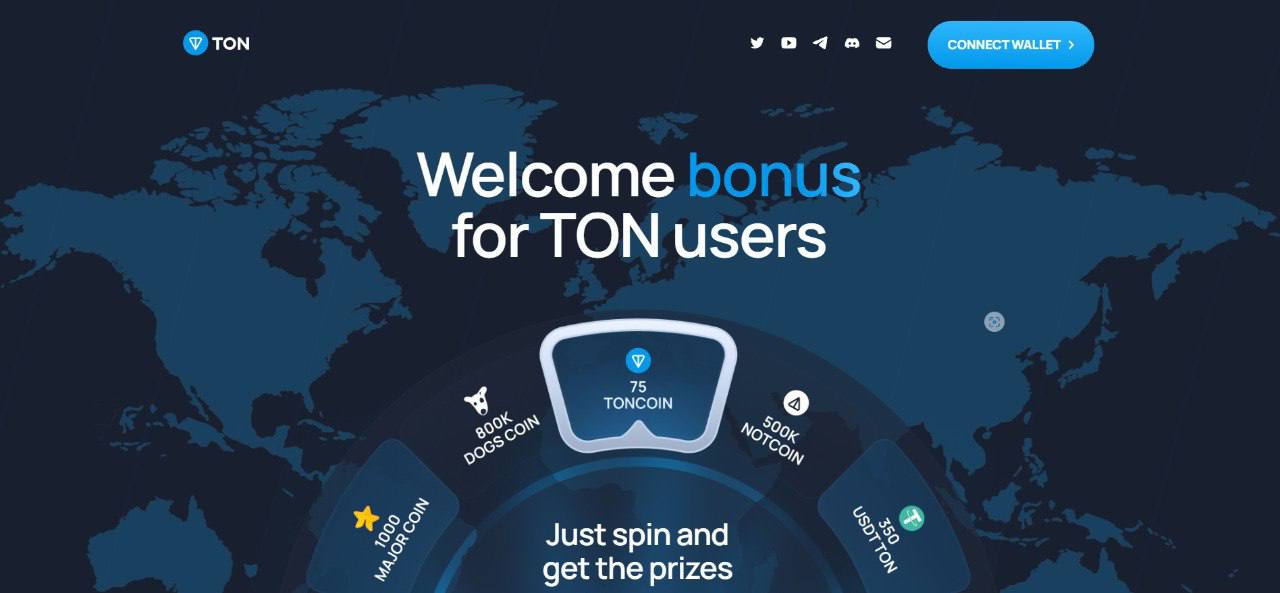 TON
CONNECT WALLET
Welcome bonus
for TON users
75
TONCOIN
800K
DOGS COIN
500K
NOTCOIN
1000
MAJOR COIN
350
USDT TON
Just spin and
get the prizes